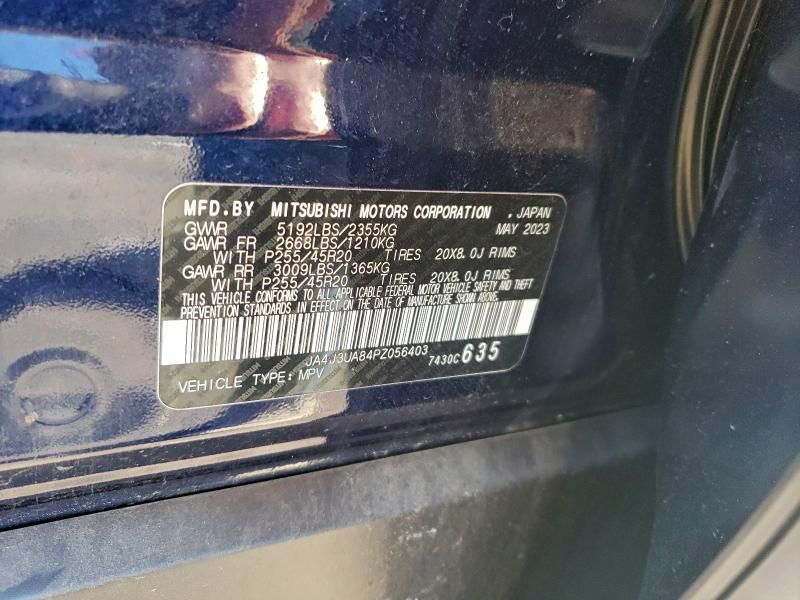 MFD.BY MITSUBISHI MOTORS CORPORATION , JAPAN
GVWR 5192LBS/2355KG MAY 2023
GAWR FR 2668LBS/1210KG
WITH P255/45R20 TIRES 20X8.0J RIMS
GAWR RR 3009LBS/1365KG
WITH P255/45R20 TIRES 20X8.0J RIMS
THIS VEHICLE CONFORMS TO ALL APPLICABLE FEDERAL MOTOR VEHICLE SAFETY AND THEFT
PREVENTION STANDARDS IN EFFECT ON THE DATE OF MANUFACTURE SHOWN ABOVE.
JA4J3UA84PZ056403 7430C 635
VEHICLE TYPE: MPV